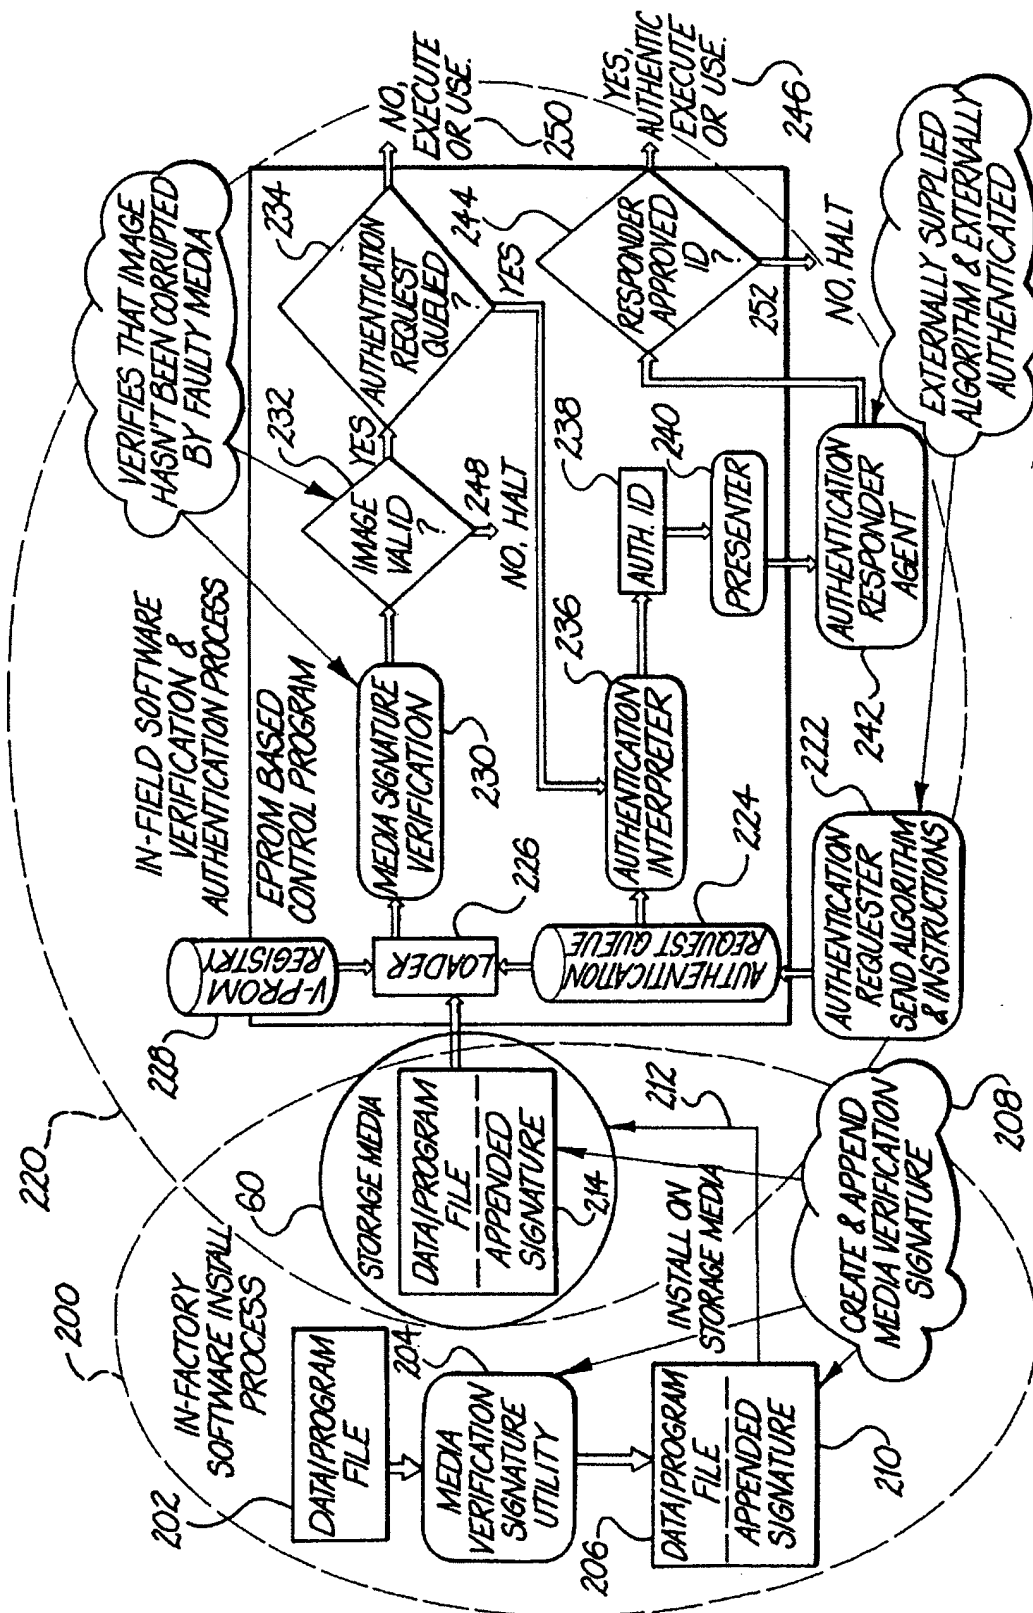 200
IN-FACTORY
SOFTWARE INSTALL
PROCESS
202
DATA/PROGRAM
FILE
204
MEDIA
VERIFICATION
SIGNATURE
UTILITY
206
DATA/PROGRAM
FILE
APPENDED
SIGNATURE
210
INSTALL ON
STORAGE MEDIA
212
CREATE & APPEND
MEDIA VERIFICATION
SIGNATURE
208
60
STORAGE MEDIA
DATA/PROGRAM
FILE
APPENDED
SIGNATURE
214
220
IN-FIELD SOFTWARE
VERIFICATION &
AUTHENTICATION PROCESS
EPROM BASED
CONTROL PROGRAM
228
V-PROM
REGISTRY
LOADER
226
AUTHENTICATION
REQUEST QUEUE
224
AUTHENTICATION
REQUESTER
SEND ALGORITHM
& INSTRUCTIONS
222
MEDIA SIGNATURE
VERIFICATION
230
VERIFIES THAT IMAGE
HASN'T BEEN CORRUPTED
BY FAULTY MEDIA
232
IMAGE
VALID
?
YES
248
NO, HALT
234
AUTHENTICATION
REQUEST
QUEUED
?
YES
NO,
EXECUTE
OR USE.
250
236
AUTHENTICATION
INTERPRETER
238
AUTH. ID
240
PRESENTER
AUTHENTICATION
RESPONDER
AGENT
242
244
RESPONDER
APPROVED
ID
?
252
NO, HALT
YES,
AUTHENTIC
EXECUTE
OR USE.
246
EXTERNALLY SUPPLIED
ALGORITHM & EXTERNALLY
AUTHENTICATED